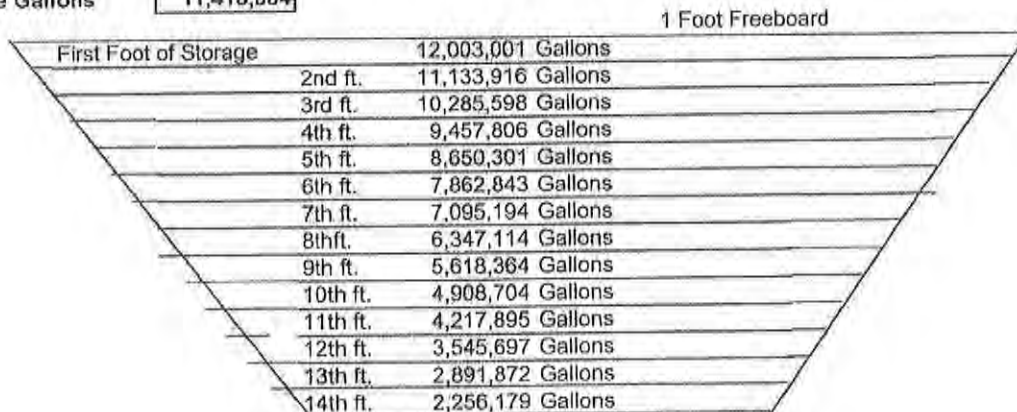 e Gallons
1 Foot Freeboard
First Foot of Storage 12,003,001 Gallons
2nd ft. 11,133,916 Gallons
3rd ft. 10,285,598 Gallons
4th ft. 9,457,806 Gallons
5th ft. 8,650,301 Gallons
6th ft. 7,862,843 Gallons
7th ft. 7,095,194 Gallons
8thft. 6,347,114 Gallons
9th ft. 5,618,364 Gallons
10th ft. 4,908,704 Gallons
11th ft. 4,217,895 Gallons
12th ft. 3,545,697 Gallons
13th ft. 2,891,872 Gallons
14th ft. 2,256,179 Gallons